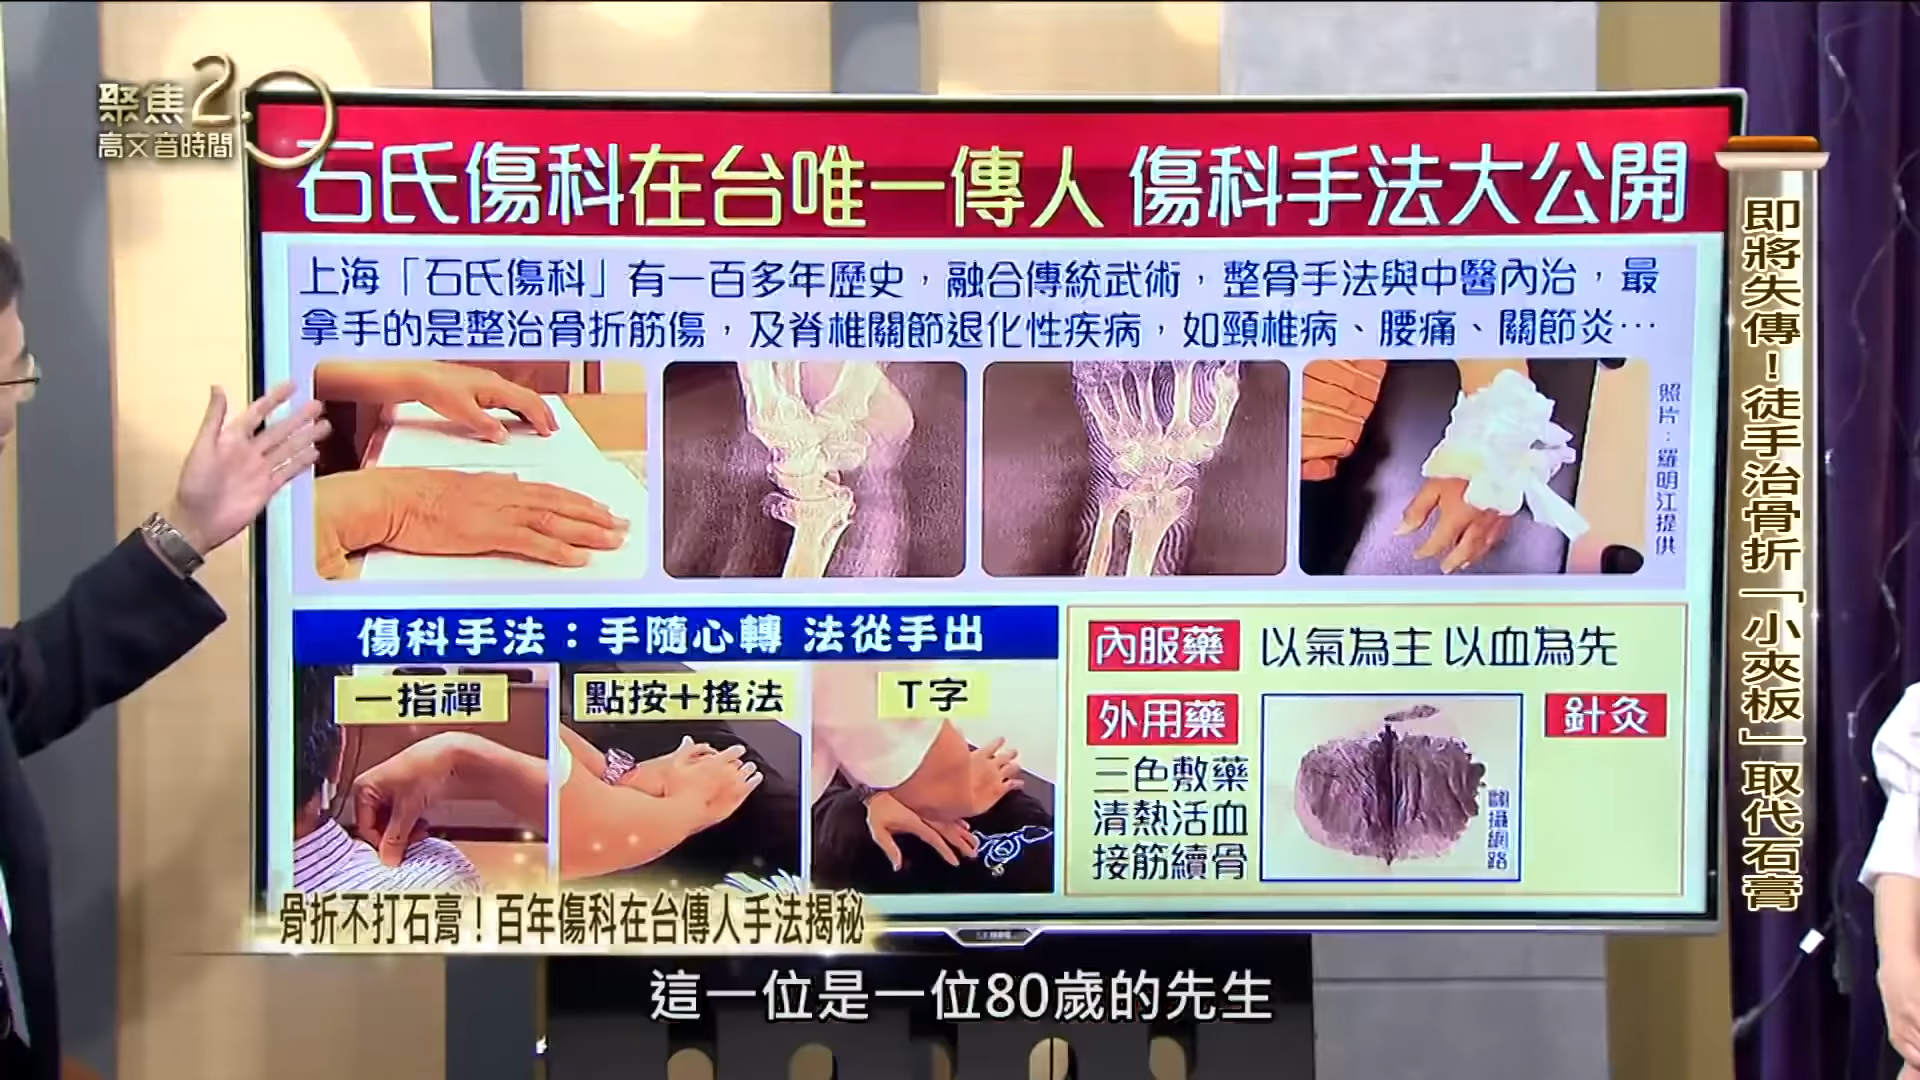 聚焦2.0
高文音時間
石氏傷科在台唯一傳人 傷科手法大公開
上海「石氏傷科」有一百多年歷史，融合傳統武術，整骨手法與中醫內治，最
拿手的是整治骨折筋傷，及脊椎關節退化性疾病，如頸椎病、腰痛、關節炎…
照片：羅明江提供
傷科手法：手隨心轉 法從手出
一指禪
點按+搖法
T字
內服藥 以氣為主 以血為先
外用藥
三色敷藥
清熱活血
接筋續骨
翻攝網路
針灸
即將失傳！徒手治骨折「小夾板」取代石膏
骨折不打石膏！百年傷科在台傳人手法揭秘
這一位是一位80歲的先生